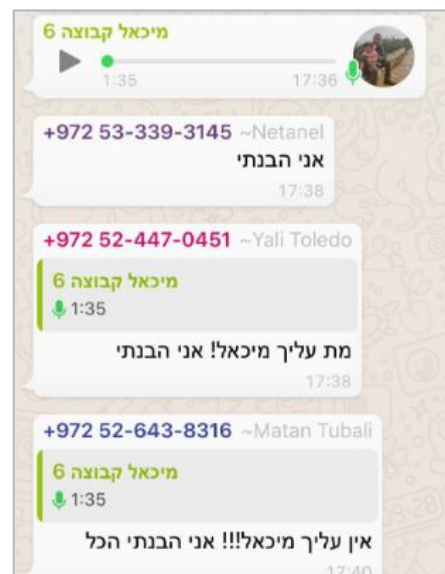 מיכאל קבוצה 6
1:35 17:36
+972 53-339-3145 ~Netanel
אני הבנתי
17:38
+972 52-447-0451 ~Yali Toledo
מיכאל קבוצה 6
1:35
מת עליך מיכאל! אני הבנתי
17:38
+972 52-643-8316 ~Matan Tubali
מיכאל קבוצה 6
1:35
אין עליך מיכאל!!! אני הבנתי הכל
17:40